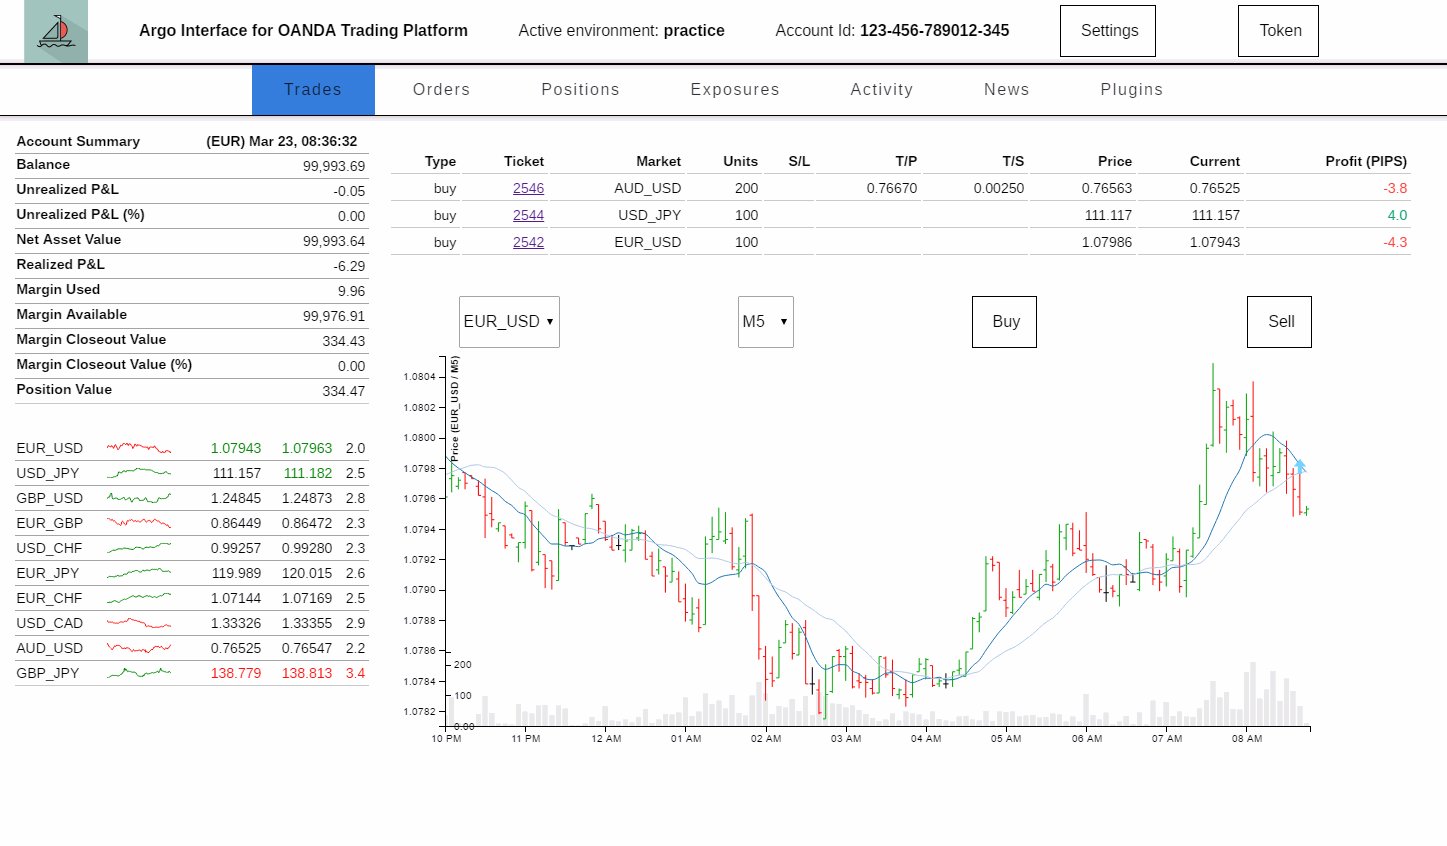 Argo Interface for OANDA Trading Platform Active environment: practice Account Id: 123-456-789012-345 Settings Token
Trades Orders Positions Exposures Activity News Plugins
Account Summary (EUR) Mar 23, 08:36:32
Balance 99,993.69
Unrealized P&L -0.05
Unrealized P&L (%) 0.00
Net Asset Value 99,993.64
Realized P&L -6.29
Margin Used 9.96
Margin Available 99,976.91
Margin Closeout Value 334.43
Margin Closeout Value (%) 0.00
Position Value 334.47
EUR_USD 1.07943 1.07963 2.0
USD_JPY 111.157 111.182 2.5
GBP_USD 1.24845 1.24873 2.8
EUR_GBP 0.86449 0.86472 2.3
USD_CHF 0.99257 0.99280 2.3
EUR_JPY 119.989 120.015 2.6
EUR_CHF 1.07144 1.07169 2.5
USD_CAD 1.33326 1.33355 2.9
AUD_USD 0.76525 0.76547 2.2
GBP_JPY 138.779 138.813 3.4
Type Ticket Market Units S/L T/P T/S Price Current Profit (PIPS)
buy 2546 AUD_USD 200 0.76670 0.00250 0.76563 0.76525 -3.8
buy 2544 USD_JPY 100 111.117 111.157 4.0
buy 2542 EUR_USD 100 1.07986 1.07943 -4.3
EUR_USD M5 Buy Sell
Price (EUR_USD / M5)
1.0804
1.0802
1.0800
1.0798
1.0796
1.0794
1.0792
1.0790
1.0788
1.0786
1.0784
1.0782
200
100
0.00
10 PM 11 PM 12 AM 01 AM 02 AM 03 AM 04 AM 05 AM 06 AM 07 AM 08 AM